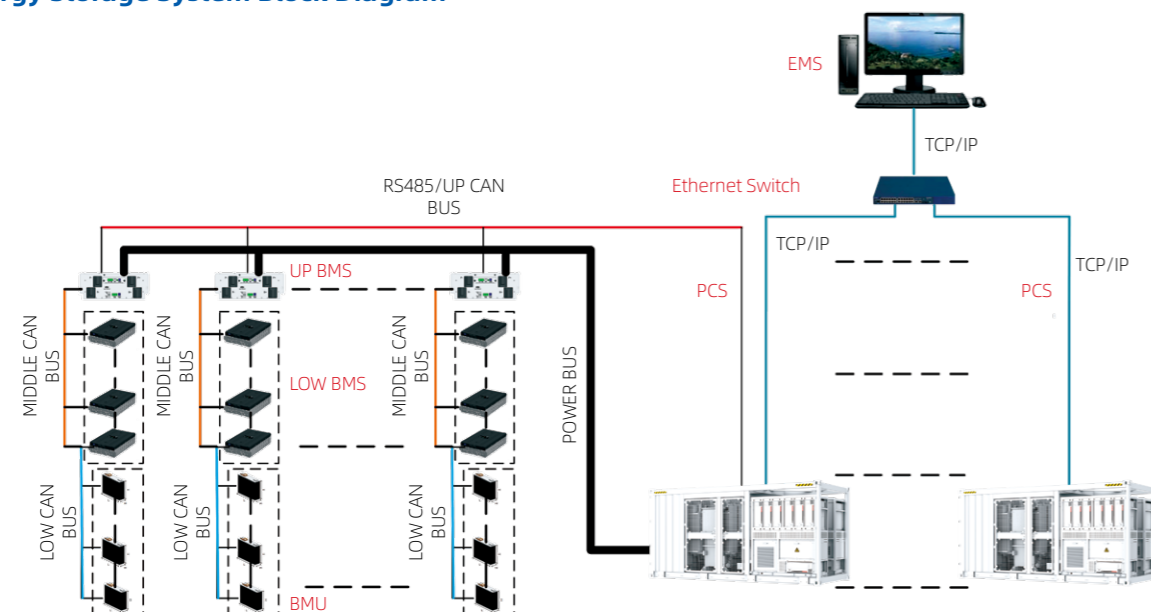 EMS
TCP/IP
RS485/UP CAN
BUS
Ethernet Switch
TCP/IP
TCP/IP
UP BMS
PCS
PCS
MIDDLE CAN
BUS
MIDDLE CAN
BUS
LOW BMS
MIDDLE CAN
BUS
POWER BUS
LOW CAN
BUS
LOW CAN
BUS
LOW CAN
BUS
BMU